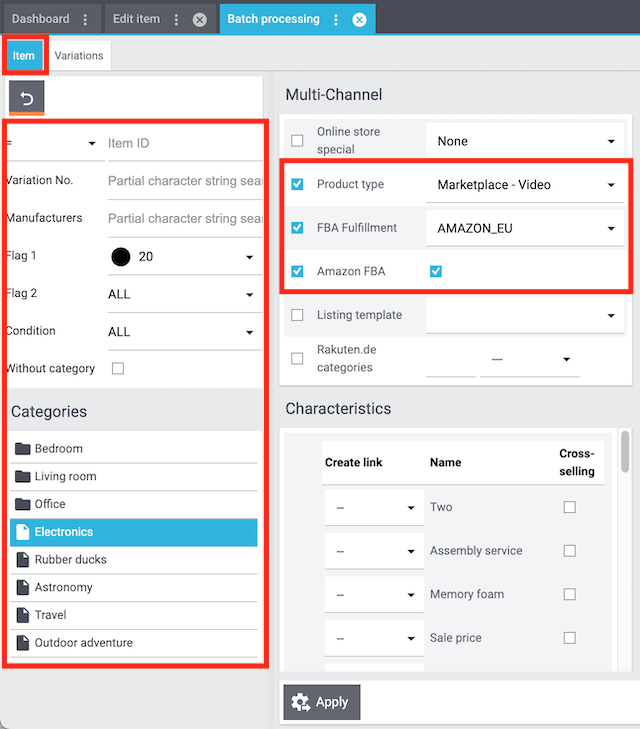 Dashboard
Edit item
Batch processing
Item
Variations
= Item ID
Variation No. Partial character string sear
Manufacturers Partial character string sear
Flag 1 20
Flag 2 ALL
Condition ALL
Without category
Categories
Bedroom
Living room
Office
Electronics
Rubber ducks
Astronomy
Travel
Outdoor adventure
Multi-Channel
Online store
special
None
Product type Marketplace - Video
FBA Fulfillment AMAZON_EU
Amazon FBA
Listing template
Rakuten.de
categories
---
Characteristics
Create link Name Cross-
selling
-- Two
-- Assembly service
-- Memory foam
-- Sale price
Apply